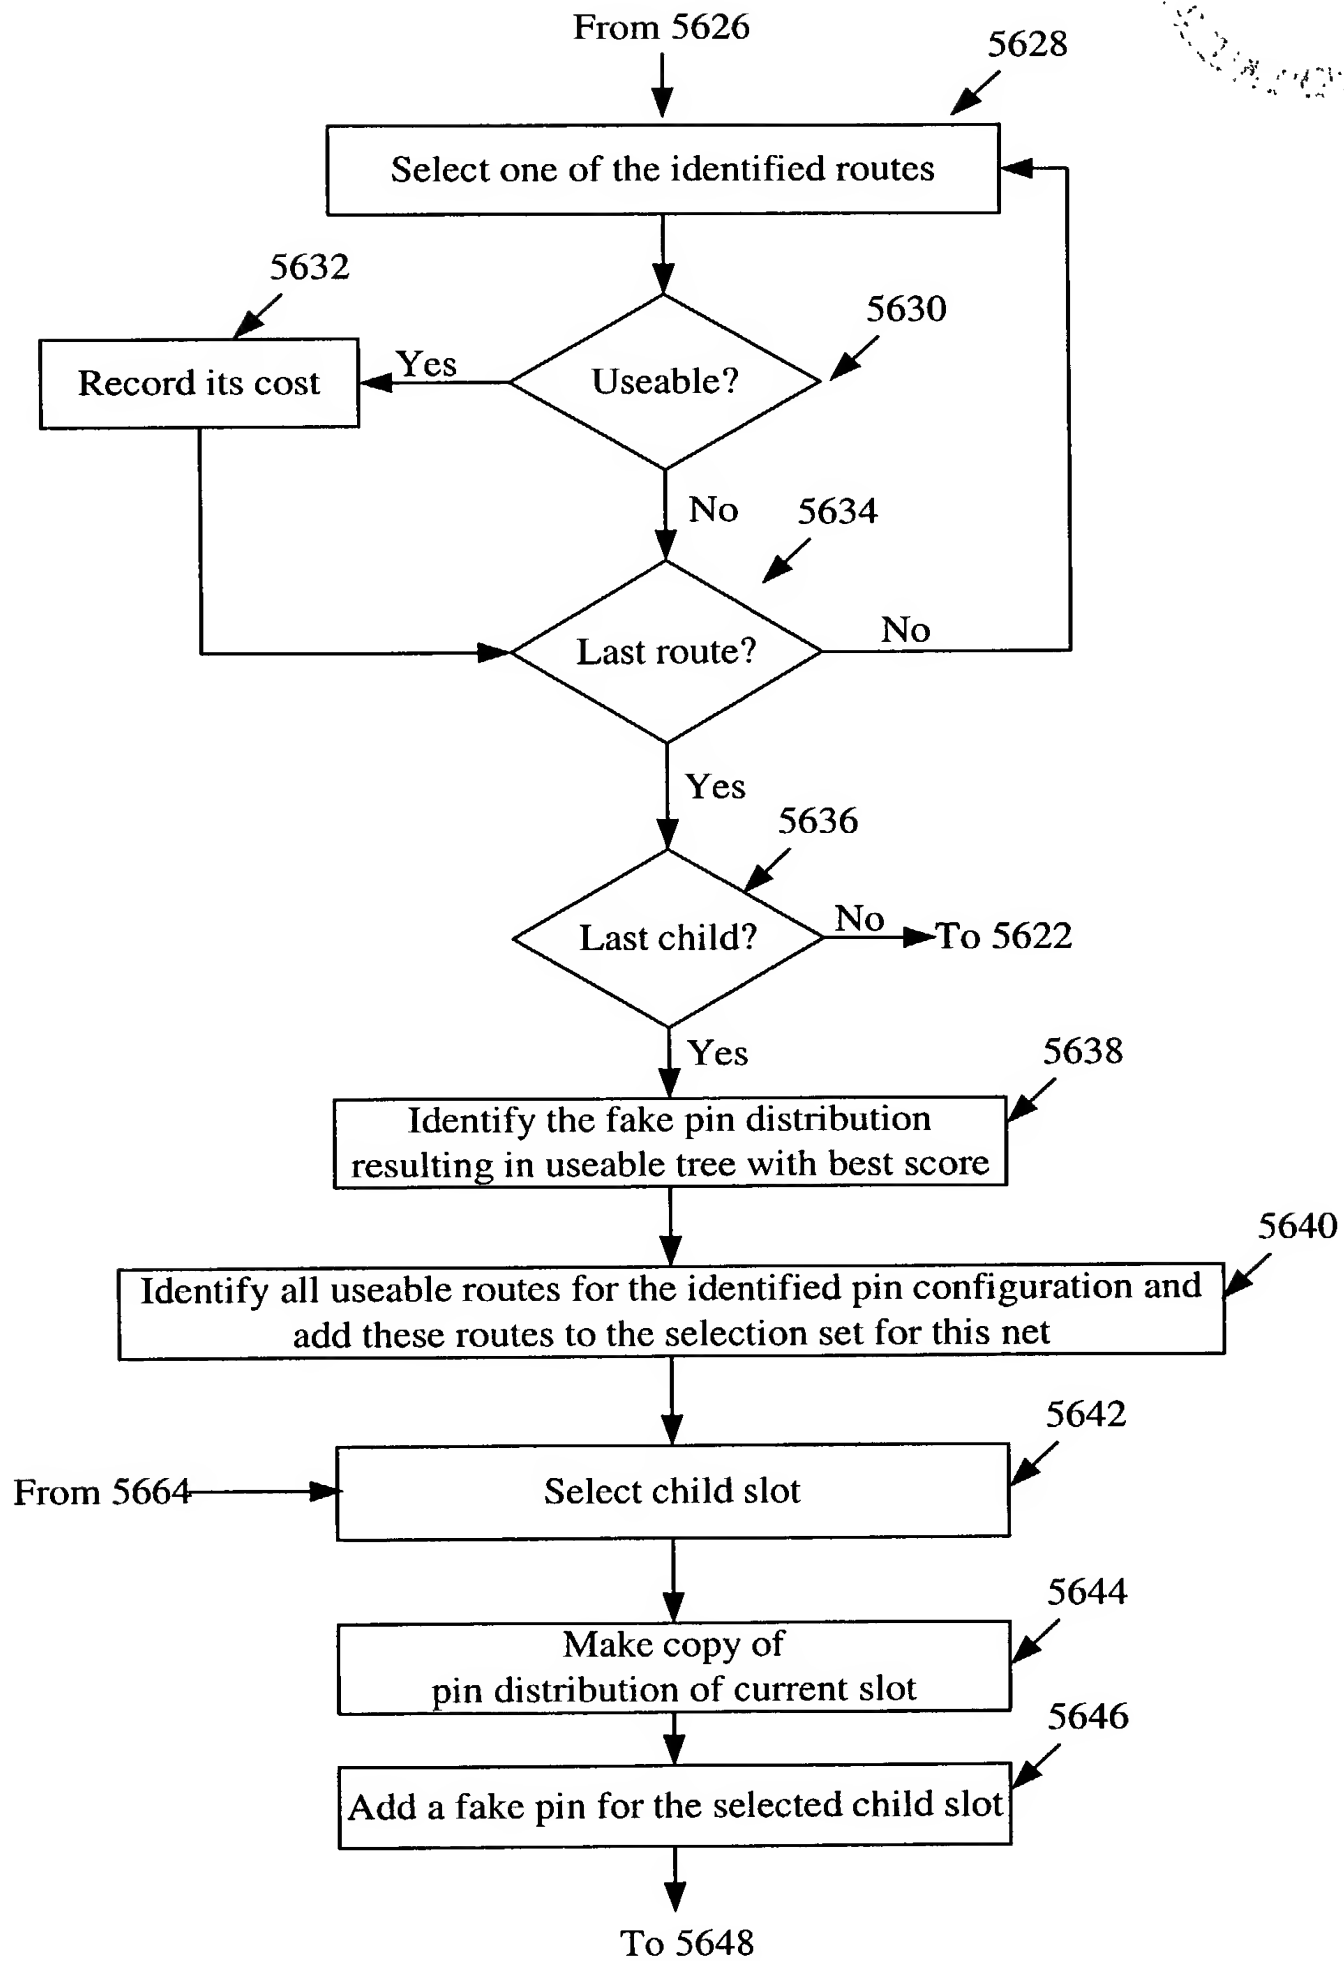 From 5626
5628
Select one of the identified routes
5632
5630
Record its cost
Yes
Useable?
No
5634
Last route?
No
Yes
5636
Last child?
No
To 5622
Yes
5638
Identify the fake pin distribution
resulting in useable tree with best score
5640
Identify all useable routes for the identified pin configuration and
add these routes to the selection set for this net
5642
From 5664
Select child slot
5644
Make copy of
pin distribution of current slot
5646
Add a fake pin for the selected child slot
To 5648